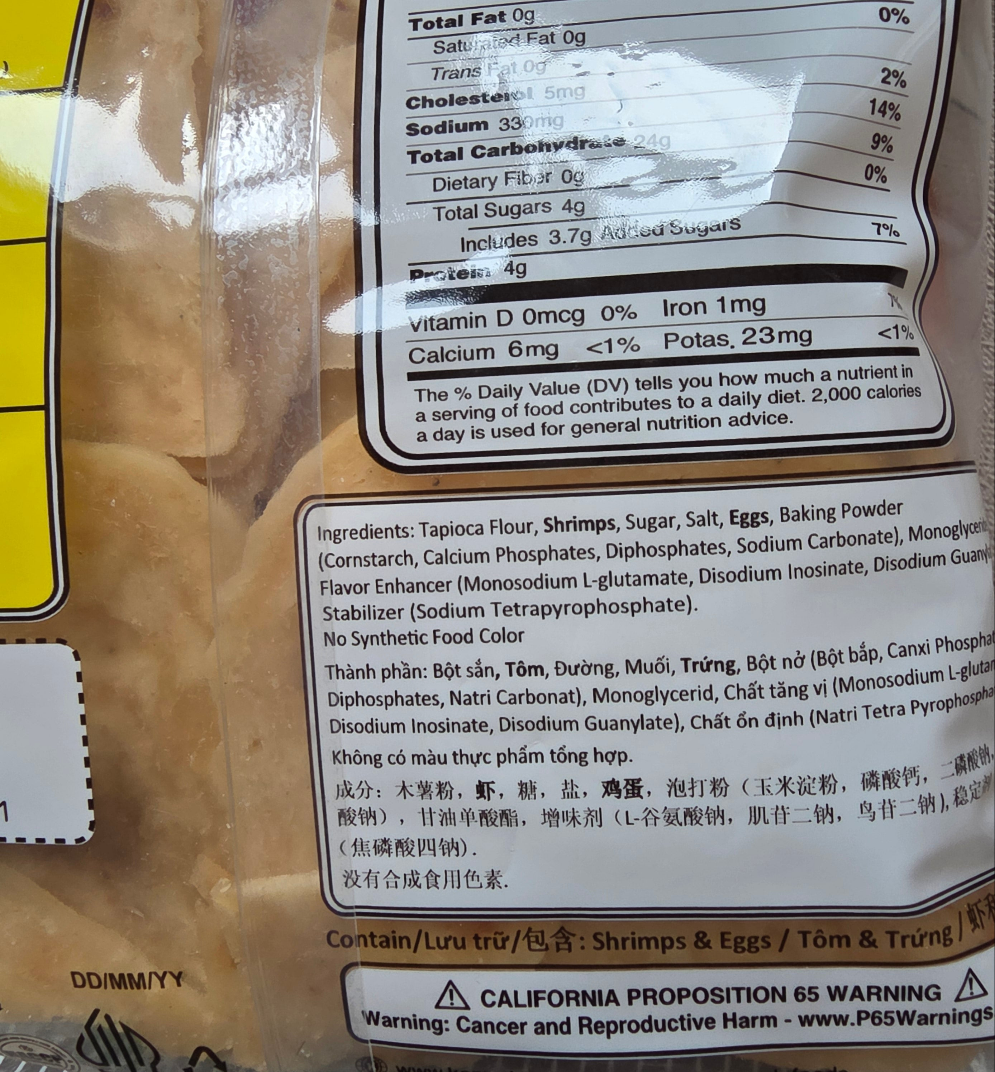 Total Fat 0g 0%
Saturated Fat 0g
Trans Fat 0g
Cholesterol 5mg 2%
Sodium 330mg 14%
Total Carbohydrate 24g 9%
Dietary Fiber 0g 0%
Total Sugars 4g
Includes 3.7g Added Sugars 7%
Protein 4g
Vitamin D 0mcg 0% Iron 1mg
Calcium 6mg <1% Potas. 23mg <1%
The % Daily Value (DV) tells you how much a nutrient in
a serving of food contributes to a daily diet. 2,000 calories
a day is used for general nutrition advice.
Ingredients: Tapioca Flour, Shrimps, Sugar, Salt, Eggs, Baking Powder
(Cornstarch, Calcium Phosphates, Diphosphates, Sodium Carbonate),
Flavor Enhancer (Monosodium L-glutamate, Disodium Inosinate, Disodium
Stabilizer (Sodium Tetrapyrophosphate).
No Synthetic Food Color
Thành phần: Bột sắn, Tôm, Đường, Muối, Trứng, Bột nở (Bột bắp, Canxi
Diphosphates, Natri Carbonat), Monoglycerid, Chất tăng vị (Monosodium
Disodium Inosinate, Disodium Guanylate), Chất ổn định (Natri Tetra
Không có màu thực phẩm tổng hợp.
成分：木薯粉，虾，糖，盐，鸡蛋，泡打粉（玉米淀粉，磷酸钙，二磷酸钠，
酸钠），甘油单酸酯，增味剂（L-谷氨酸钠，肌苷二钠，鸟苷二钠），稳定
（焦磷酸四钠）.
没有合成食用色素.
Contain/Lưu trữ/包含: Shrimps & Eggs / Tôm & Trứng / 虾
⚠ CALIFORNIA PROPOSITION 65 WARNING ⚠
Warning: Cancer and Reproductive Harm - www.P65Warnings
1
DD/MM/YY